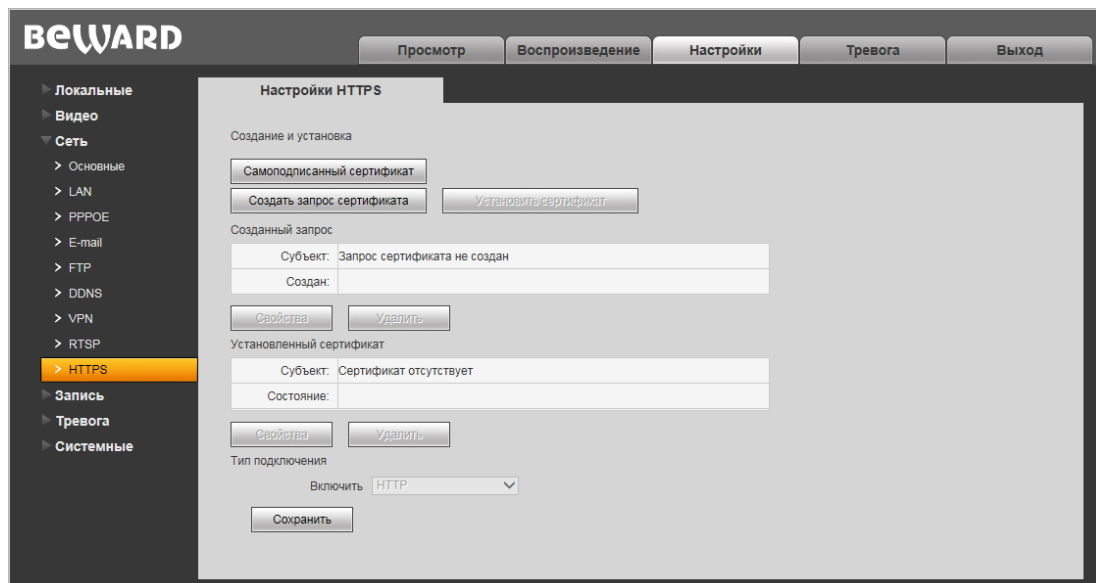 BEWARD
Просмотр
Воспроизведение
Настройки
Тревога
Выход
Локальные
Видео
Сеть
Основные
LAN
PPPOE
E-mail
FTP
DDNS
VPN
RTSP
HTTPS
Запись
Тревога
Системные
Настройки HTTPS
Создание и установка
Самоподписанный сертификат
Создать запрос сертификата
Установить сертификат
Созданный запрос
Субъект: Запрос сертификата не создан
Создан:
Свойства
Удалить
Установленный сертификат
Субъект: Сертификат отсутствует
Состояние:
Свойства
Удалить
Тип подключения
Включить HTTP
Сохранить